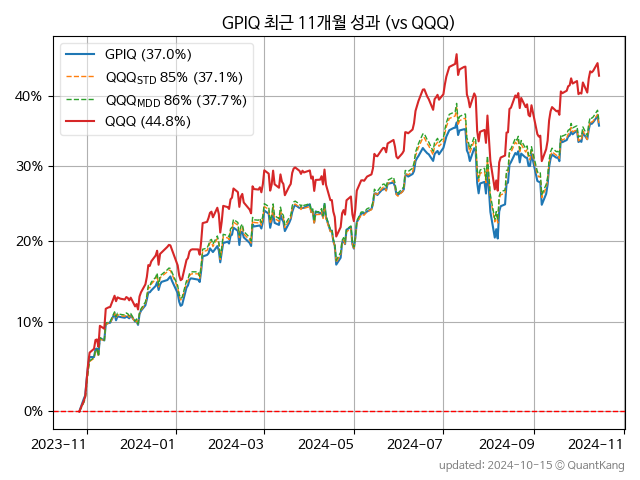 GPIQ 최근 11개월 성과 (vs QQQ)
GPIQ (37.0%)
QQQSTD 85% (37.1%)
QQQMDD 86% (37.7%)
QQQ (44.8%)
40%
30%
20%
10%
0%
2023-11 2024-01 2024-03 2024-05 2024-07 2024-09 2024-11
updated: 2024-10-15 © QuantKang